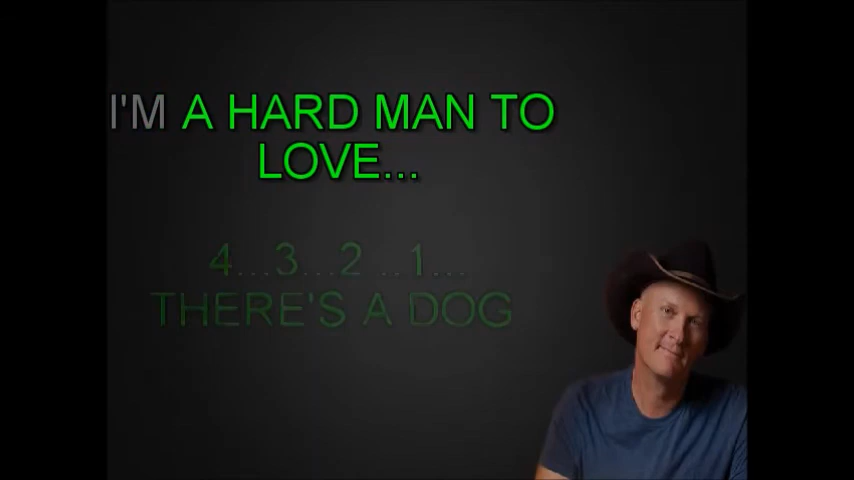 I'M A HARD MAN TO
LOVE...
4...3...2 ..1...
THERE'S A DOG